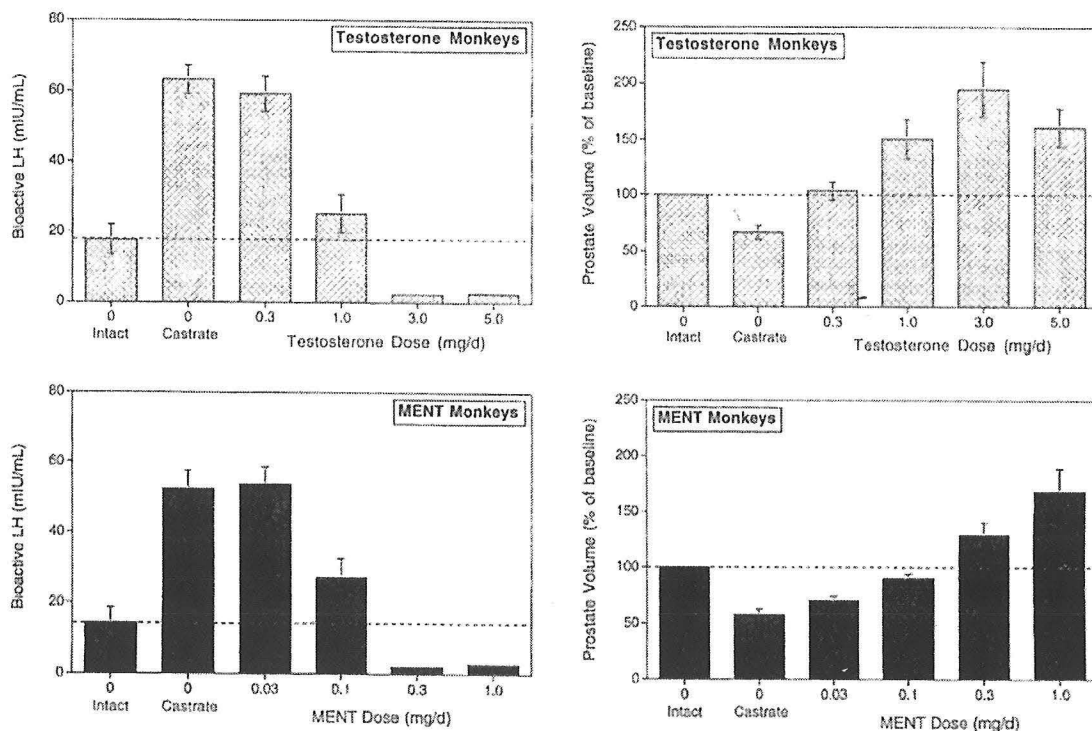 Bioactive LH (mIU/mL)
80
60
40
20
0
Testosterone Monkeys
0 0 0.3 1.0 3.0 5.0
Intact Castrate Testosterone Dose (mg/d)
Prostate Volume (% of baseline)
250
200
150
100
50
0
Testosterone Monkeys
0 0 0.3 1.0 3.0 5.0
Intact Castrate Testosterone Dose (mg/d)
Bioactive LH (mIU/mL)
80
60
40
20
0
MENT Monkeys
0 0 0.03 0.1 0.3 1.0
Intact Castrate MENT Dose (mg/d)
Prostate Volume (% of baseline)
250
200
150
100
50
0
MENT Monkeys
0 0 0.03 0.1 0.3 1.0
Intact Castrate MENT Dose (mg/d)